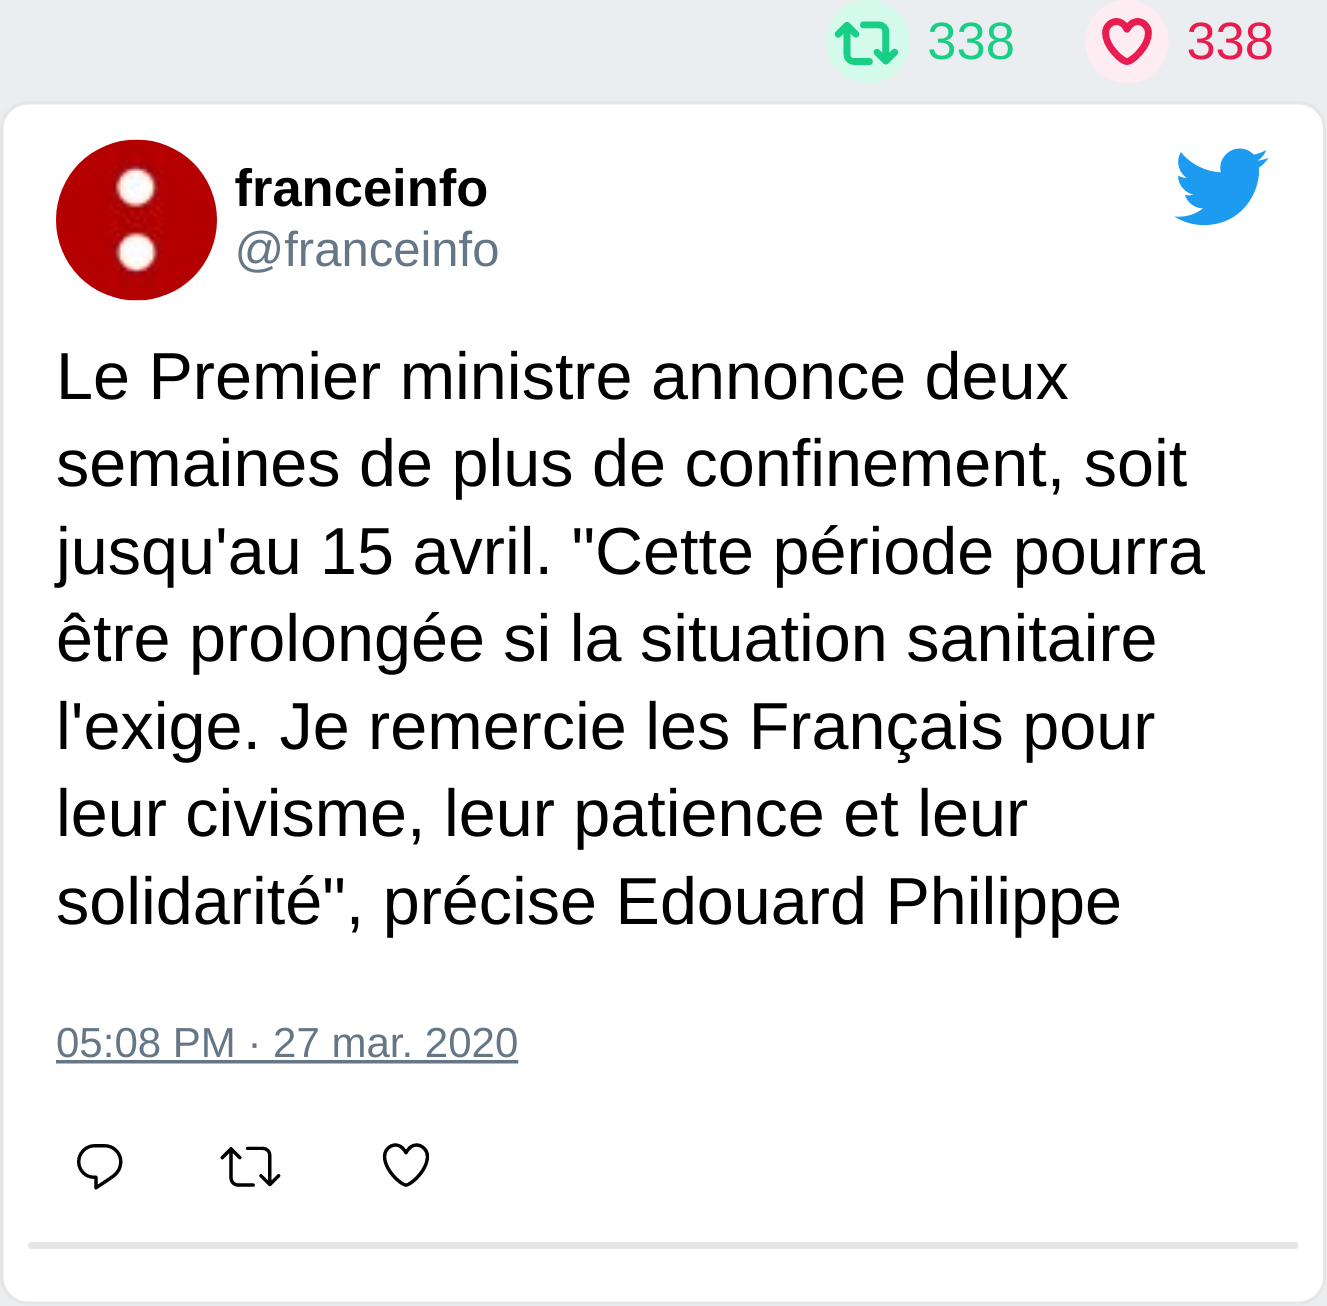 338 338
franceinfo
@franceinfo
Le Premier ministre annonce deux
semaines de plus de confinement, soit
jusqu'au 15 avril. "Cette période pourra
être prolongée si la situation sanitaire
l'exige. Je remercie les Français pour
leur civisme, leur patience et leur
solidarité", précise Edouard Philippe
05:08 PM · 27 mar. 2020